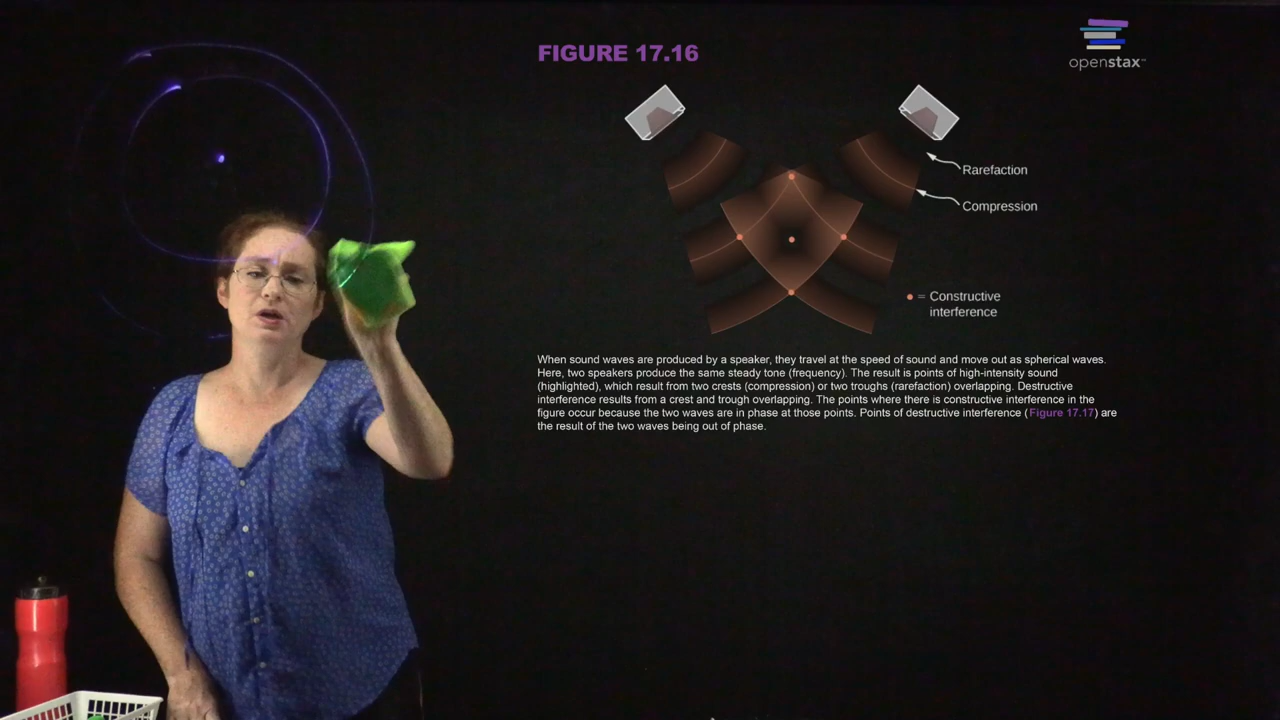 FIGURE 17.16
openstax™
Rarefaction
Compression
= Constructive
interference
When sound waves are produced by a speaker, they travel at the speed of sound and move out as spherical waves.
Here, two speakers produce the same steady tone (frequency). The result is points of high-intensity sound
(highlighted), which result from two crests (compression) or two troughs (rarefaction) overlapping. Destructive
interference results from a crest and trough overlapping. The points where there is constructive interference in the
figure occur because the two waves are in phase at those points. Points of destructive interference (Figure 17.17) are
the result of the two waves being out of phase.